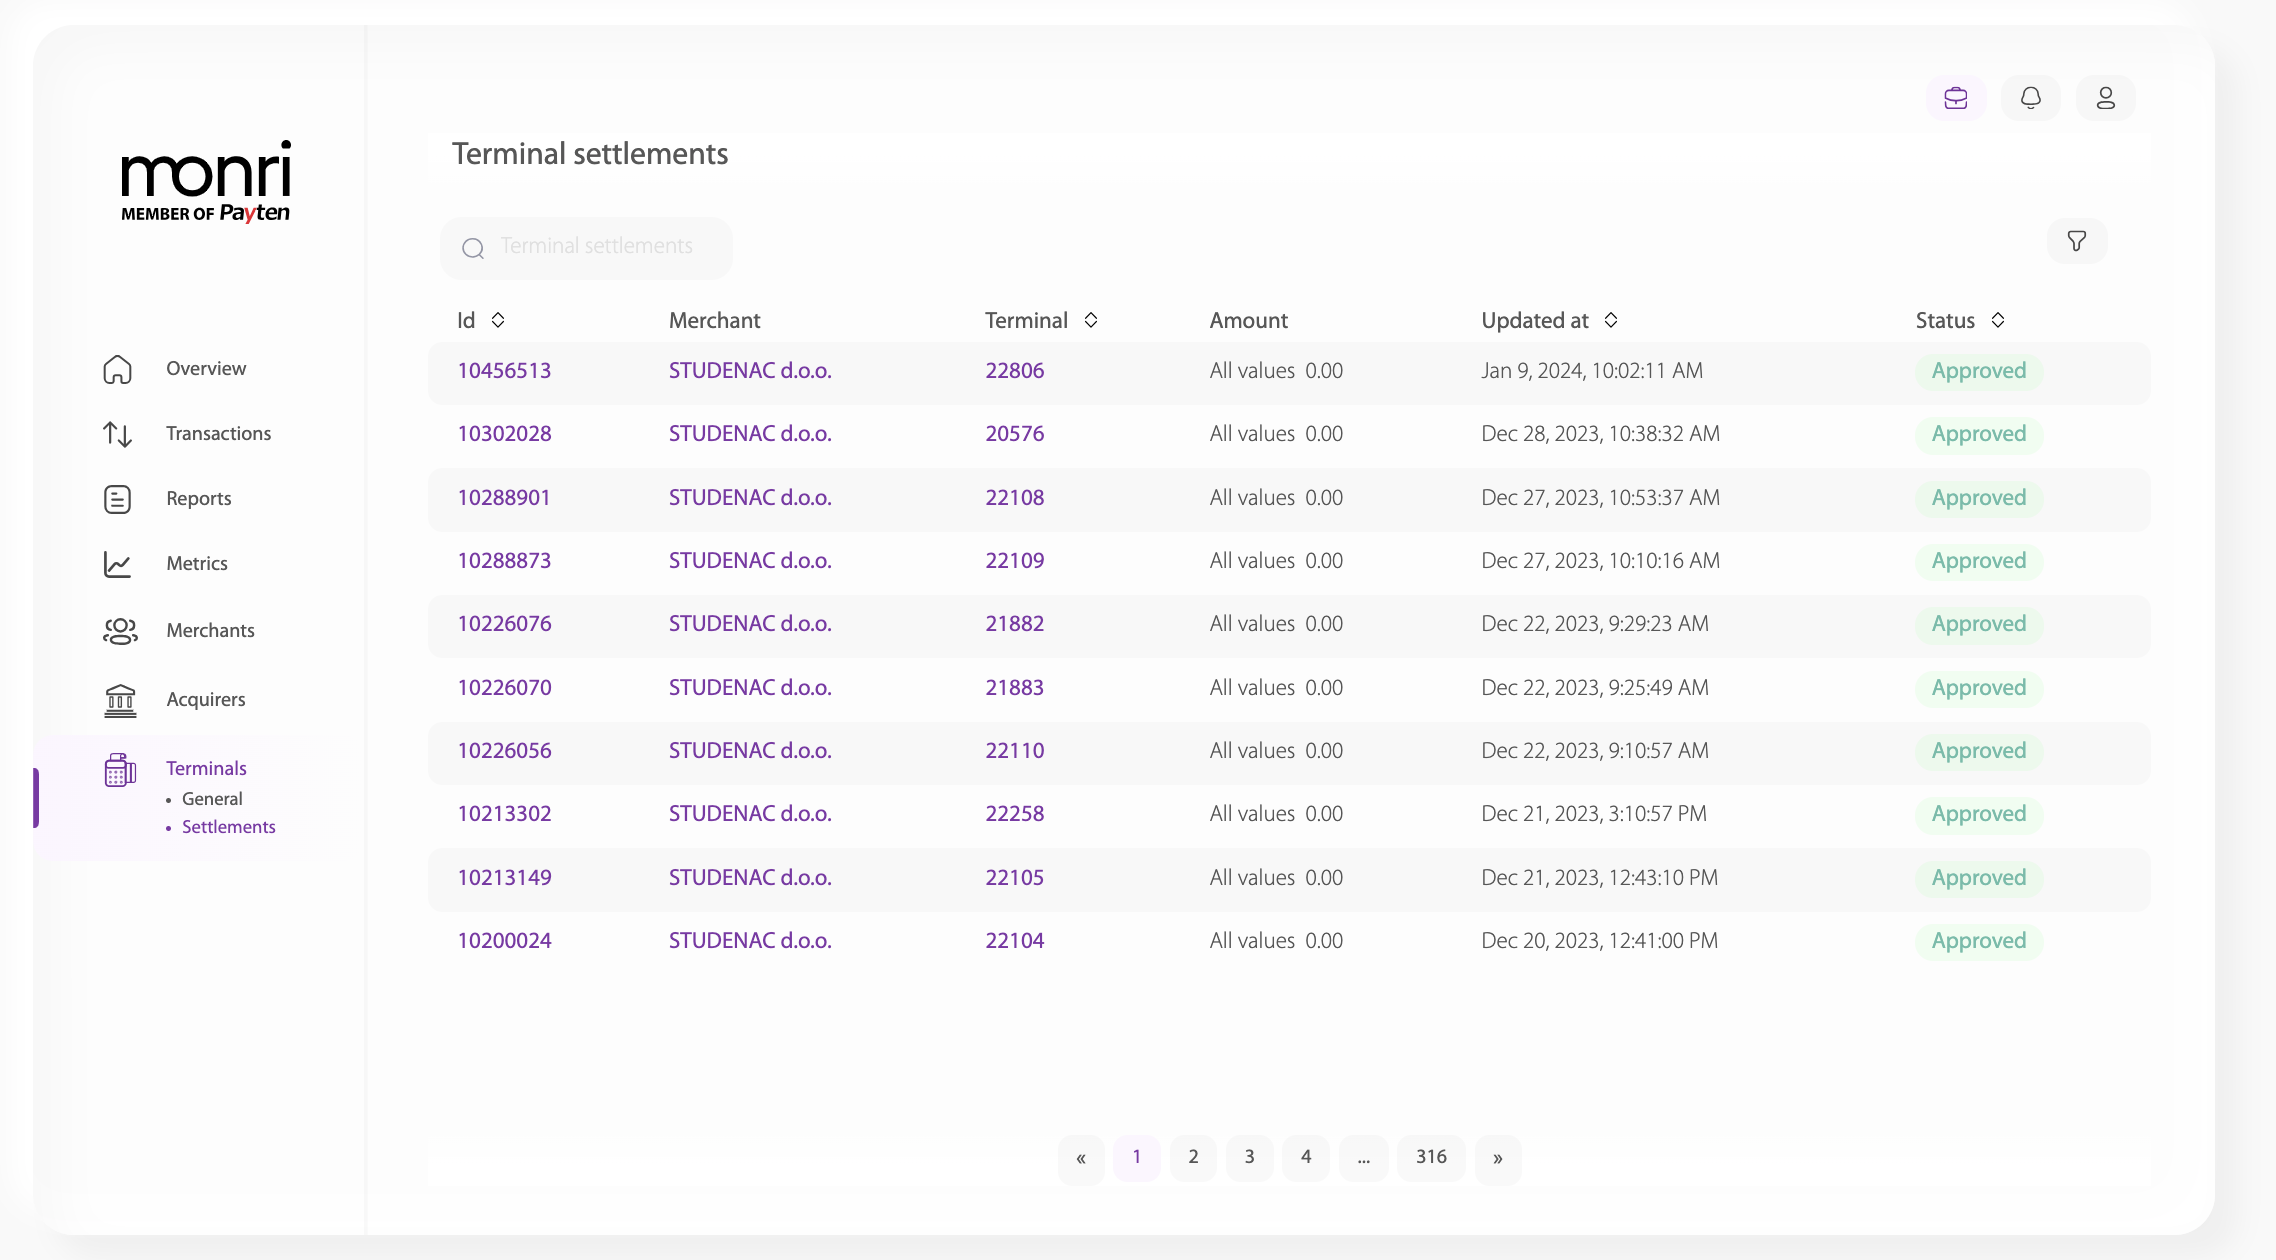 monri
MEMBER OF Payten
Overview
Transactions
Reports
Metrics
Merchants
Acquirers
Terminals
• General
• Settlements
Terminal settlements
Terminal settlements
Id Merchant Terminal Amount Updated at Status
10456513 STUDENAC d.o.o. 22806 All values 0.00 Jan 9, 2024, 10:02:11 AM Approved
10302028 STUDENAC d.o.o. 20576 All values 0.00 Dec 28, 2023, 10:38:32 AM Approved
10288901 STUDENAC d.o.o. 22108 All values 0.00 Dec 27, 2023, 10:53:37 AM Approved
10288873 STUDENAC d.o.o. 22109 All values 0.00 Dec 27, 2023, 10:10:16 AM Approved
10226076 STUDENAC d.o.o. 21882 All values 0.00 Dec 22, 2023, 9:29:23 AM Approved
10226070 STUDENAC d.o.o. 21883 All values 0.00 Dec 22, 2023, 9:25:49 AM Approved
10226056 STUDENAC d.o.o. 22110 All values 0.00 Dec 22, 2023, 9:10:57 AM Approved
10213302 STUDENAC d.o.o. 22258 All values 0.00 Dec 21, 2023, 3:10:57 PM Approved
10213149 STUDENAC d.o.o. 22105 All values 0.00 Dec 21, 2023, 12:43:10 PM Approved
10200024 STUDENAC d.o.o. 22104 All values 0.00 Dec 20, 2023, 12:41:00 PM Approved
« 1 2 3 4 ... 316 »